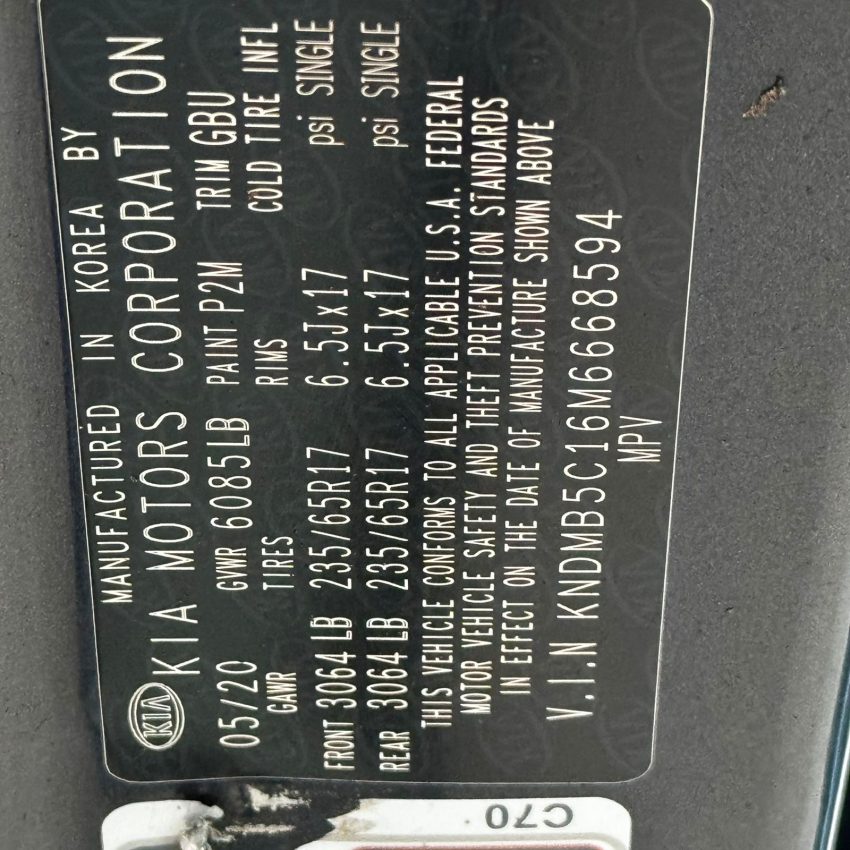 MANUFACTURED IN KOREA BY
KIA KIA MOTORS CORPORATION
05/20 GVWR 6085LB PAINT P2M TRIM GBU
GAWR TIRES RIMS COLD TIRE INFL
FRONT 3064 LB 235/65R17 6.5Jx17 psi SINGLE
REAR 3064 LB 235/65R17 6.5Jx17 psi SINGLE
THIS VEHICLE CONFORMS TO ALL APPLICABLE U.S.A. FEDERAL
MOTOR VEHICLE SAFETY AND THEFT PREVENTION STANDARDS
IN EFFECT ON THE DATE OF MANUFACTURE SHOWN ABOVE
V.I.N KNDMB5C16M6668594
MPV
C70